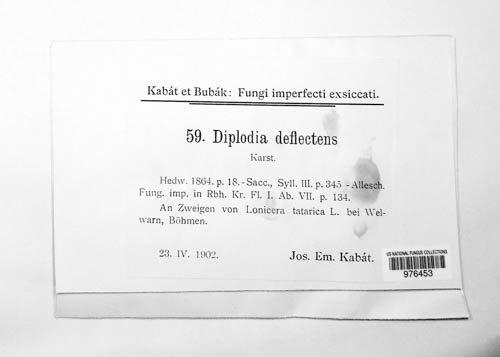 Kabát et Bubák: Fungi imperfecti exsiccati.
59. Diplodia deflectens
Karst.
Hedw. 1864. p. 18.-Sacc., Syll. III. p. 345 -Allesch.
Fung. imp. in Rbh. Kr. Fl. I. Ab. VII. p. 134.
An Zweigen von Lonicera tatarica L. bei Wel-
warn, Böhmen.
23. IV. 1902. Jos. Em. Kabát.
US NATIONAL FUNGUS COLLECTIONS
976453